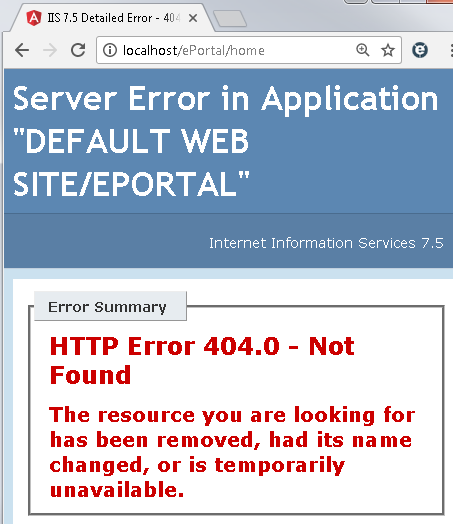 IIS 7.5 Detailed Error - 404
localhost/ePortal/home
Server Error in Application
"DEFAULT WEB
SITE/EPORTAL"
Internet Information Services 7.5
Error Summary
HTTP Error 404.0 - Not
Found
The resource you are looking for
has been removed, had its name
changed, or is temporarily
unavailable.